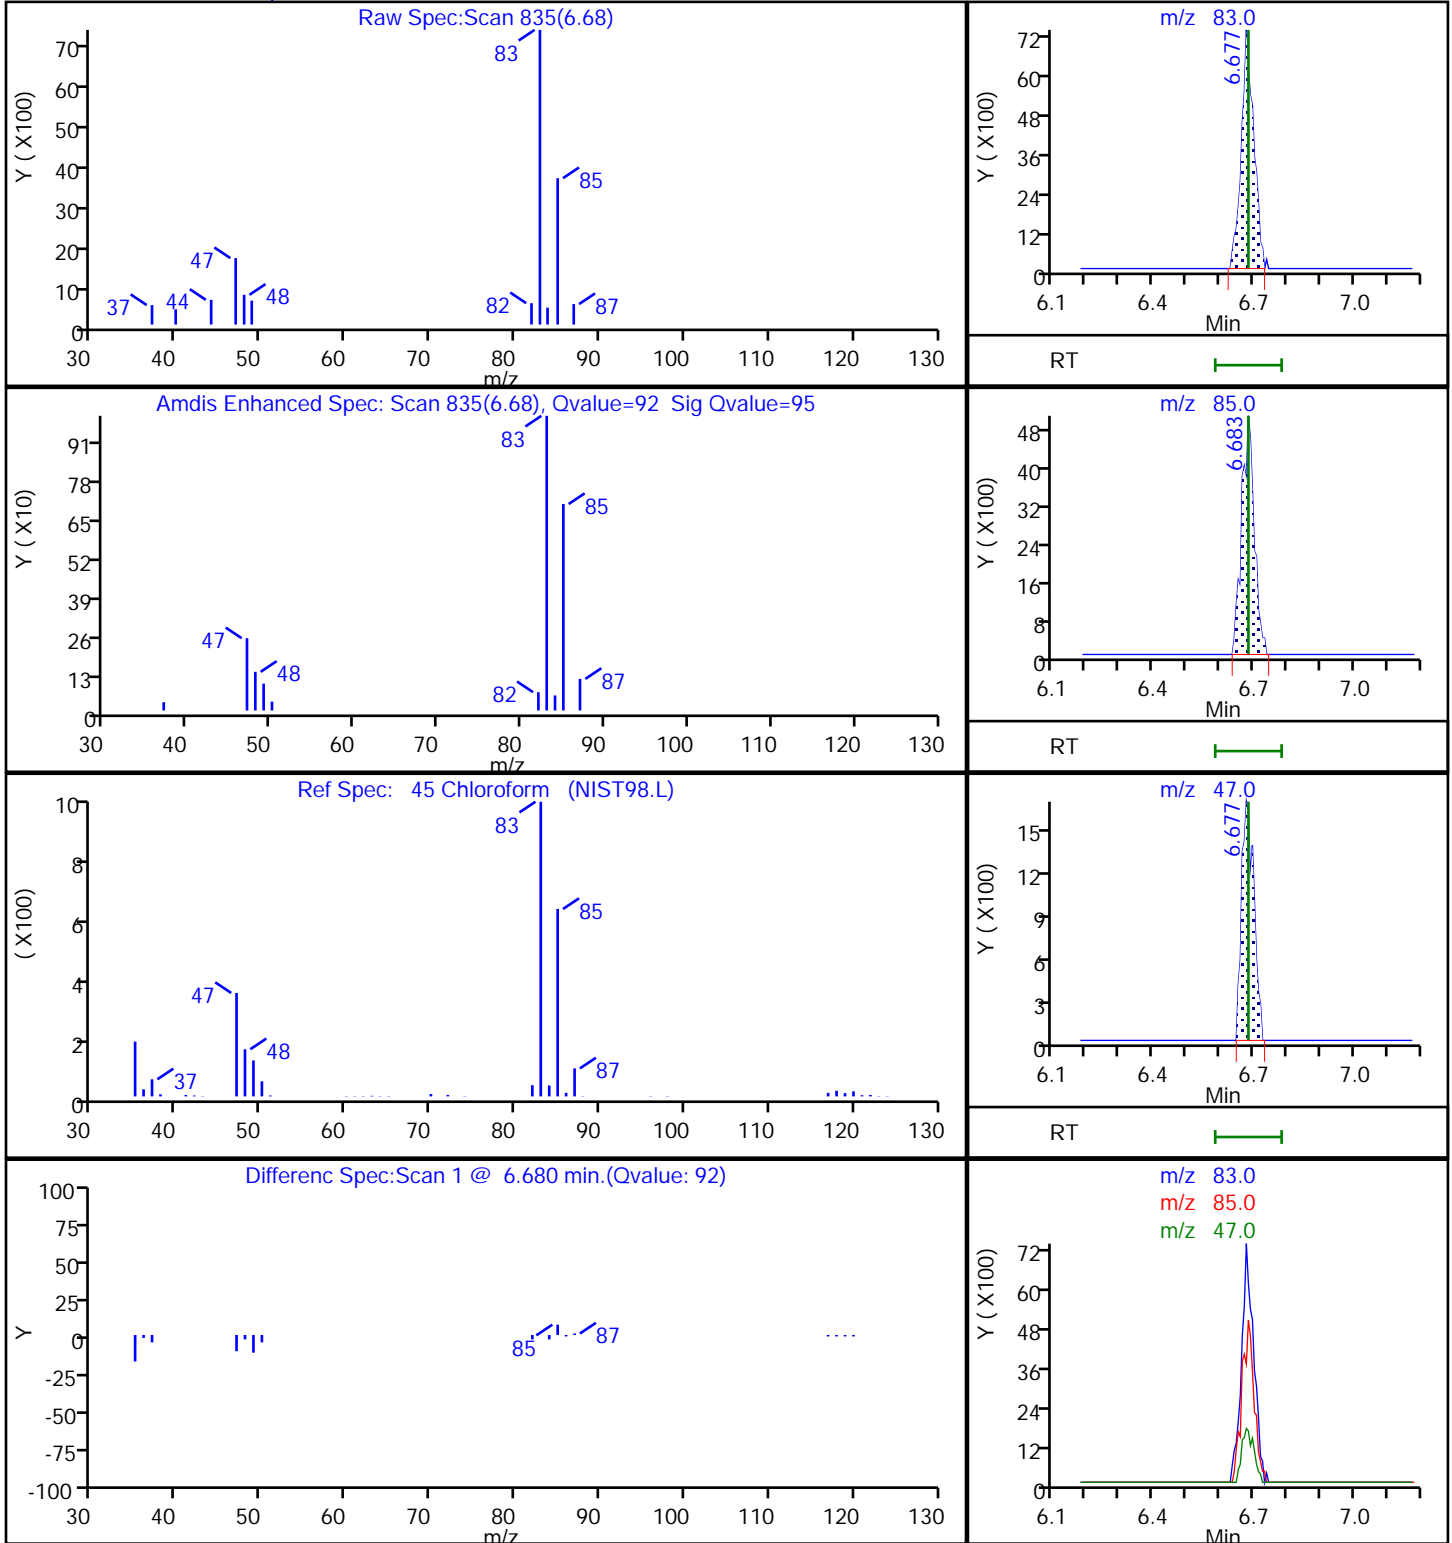 Raw Spec:Scan 835(6.68)
Y ( X100)
70
60
50
40
30
20
10
0
83
85
47
37
44
48
82
87
30 40 50 60 70 80 90 100 110 120 130
m/z
m/z 83.0
6.677
Y ( X100)
72
60
48
36
24
12
0
6.1 6.4 6.7 7.0
Min
RT
Amdis Enhanced Spec: Scan 835(6.68), Qvalue=92 Sig Qvalue=95
Y ( X10)
91
78
65
52
39
26
13
0
83
85
47
48
82
87
30 40 50 60 70 80 90 100 110 120 130
m/z
m/z 85.0
6.683
Y ( X100)
48
40
32
24
16
8
0
6.1 6.4 6.7 7.0
Min
RT
Ref Spec: 45 Chloroform (NIST98.L)
( X100)
10
8
6
4
2
0
83
85
47
48
37
87
30 40 50 60 70 80 90 100 110 120 130
m/z 47.0
6.677
Y ( X100)
15
12
9
6
3
0
6.1 6.4 6.7 7.0
Min
RT
Differenc Spec:Scan 1 @ 6.680 min.(Qvalue: 92)
Y
100
75
50
25
0
-25
-50
-75
-100
85
87
30 40 50 60 70 80 90 100 110 120 130
m/z
m/z 83.0
m/z 85.0
m/z 47.0
Y ( X100)
72
60
48
36
24
12
0
6.1 6.4 6.7 7.0
Min